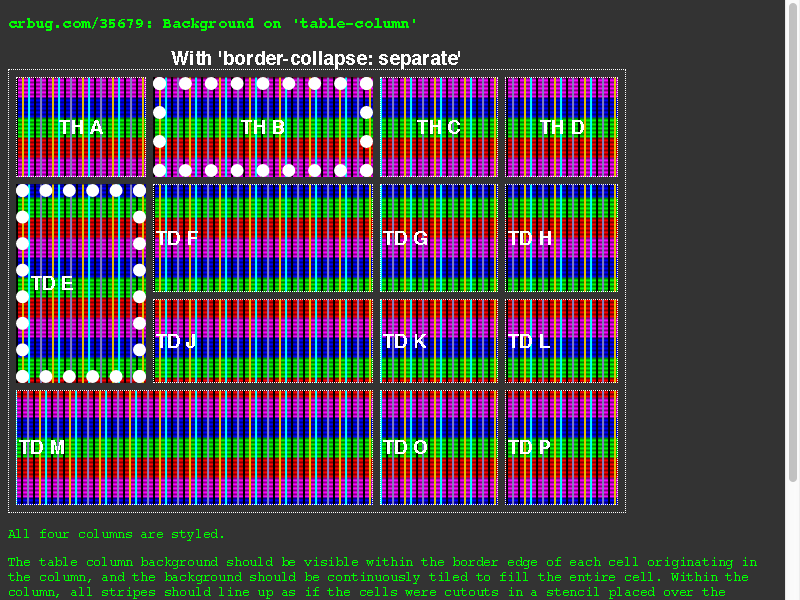 crbug.com/35679: Background on 'table-column'
With 'border-collapse: separate'
TH A TH B TH C TH D
TD E TD F TD G TD H
TD J TD K TD L
TD M TD O TD P
All four columns are styled.
The table column background should be visible within the border edge of each cell originating in
the column, and the background should be continuously tiled to fill the entire cell. Within the
column, all stripes should line up as if the cells were cutouts in a stencil placed over the